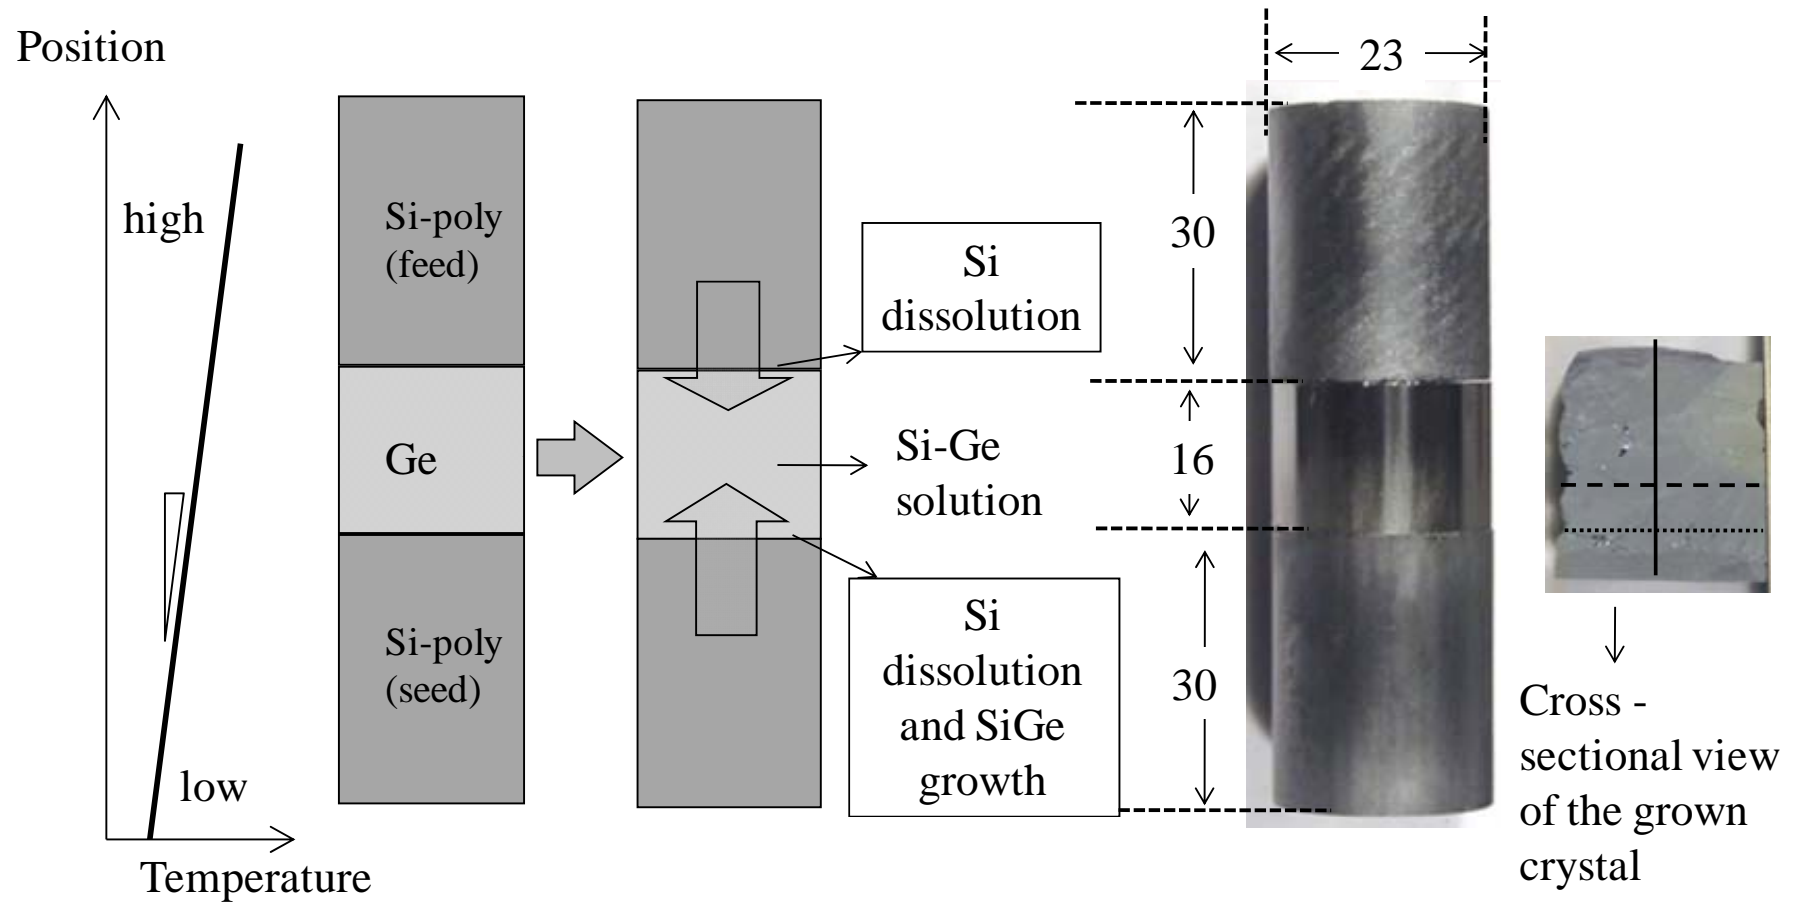 Position
high
low
Temperature
Si-poly
(feed)
Ge
Si-poly
(seed)
Si
dissolution
Si-Ge
solution
Si
dissolution
and SiGe
growth
23
30
16
30
Cross -
sectional view
of the grown
crystal